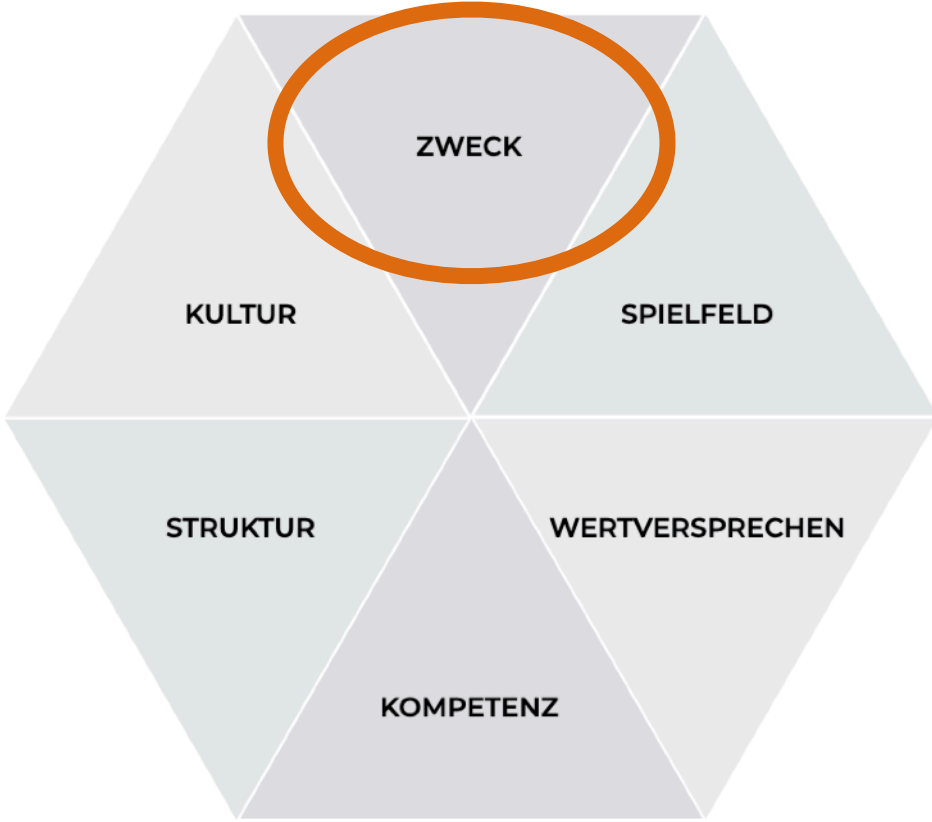 ZWECK
KULTUR
SPIELFELD
STRUKTUR
WERTVERSPRECHEN
KOMPETENZ